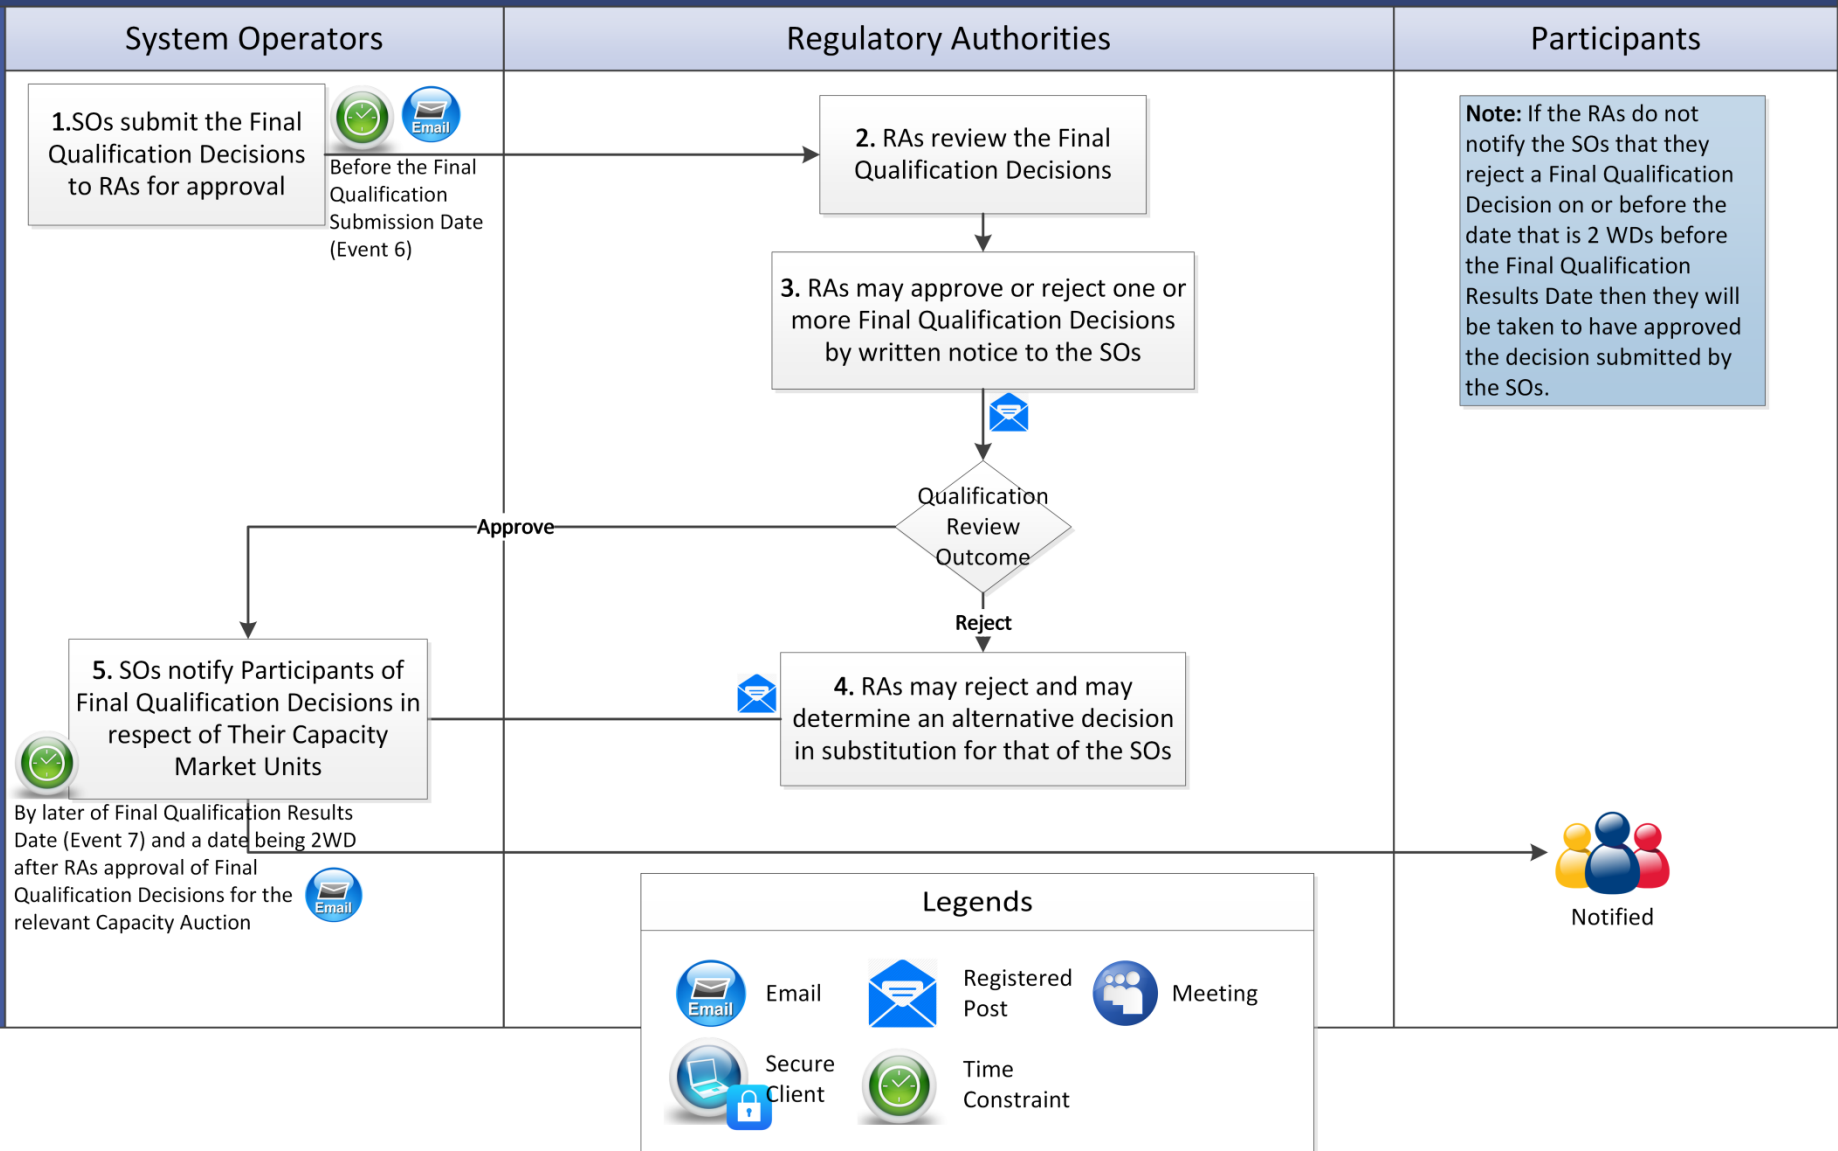 System Operators
Regulatory Authorities
Participants
1.SOs submit the Final
Qualification Decisions
to RAs for approval
Email
Before the Final
Qualification
Submission Date
(Event 6)
2. RAs review the Final
Qualification Decisions
Note: If the RAs do not
notify the SOs that they
reject a Final Qualification
Decision on or before the
date that is 2 WDs before
the Final Qualification
Results Date then they will
be taken to have approved
the decision submitted by
the SOs.
3. RAs may approve or reject one or
more Final Qualification Decisions
by written notice to the SOs
Qualification
Review
Outcome
Approve
Reject
5. SOs notify Participants of
Final Qualification Decisions in
respect of Their Capacity
Market Units
4. RAs may reject and may
determine an alternative decision
in substitution for that of the SOs
By later of Final Qualification Results
Date (Event 7) and a date being 2WD
after RAs approval of Final
Qualification Decisions for the
relevant Capacity Auction
Email
Notified
Legends
Email
Email
Registered
Post
Meeting
Secure
Client
Time
Constraint